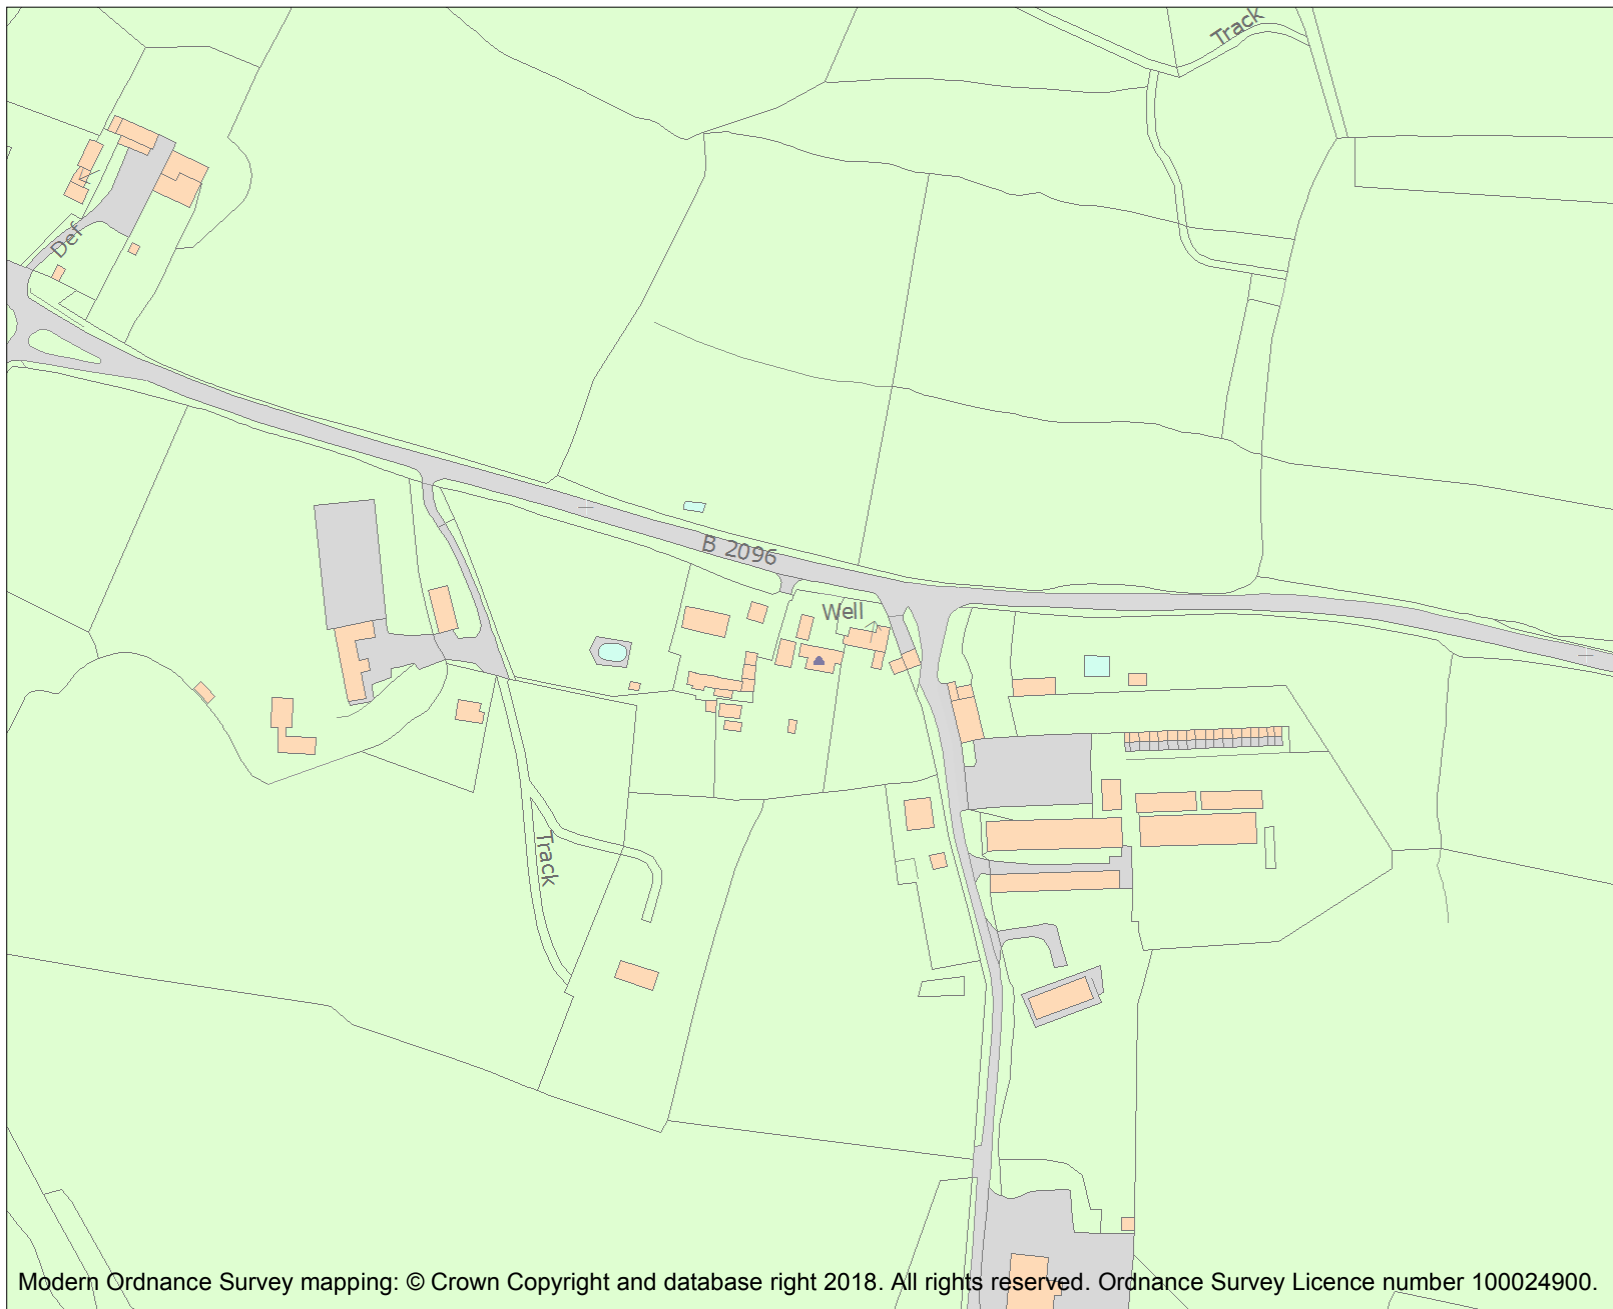 Track
Def
B 2096
Well
Track
Modern Ordnance Survey mapping: © Crown Copyright and database right 2018. All rights reserved. Ordnance Survey Licence number 100024900.